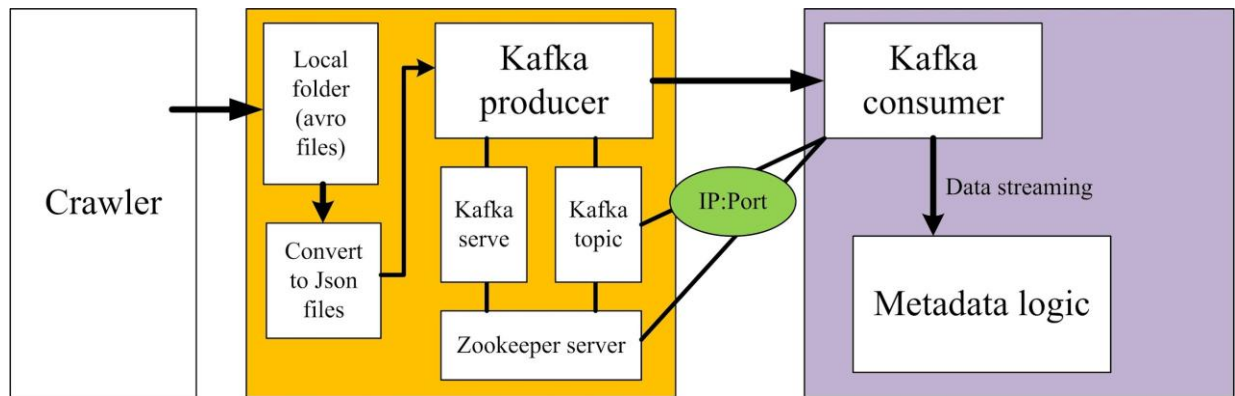 Crawler
Local
folder
(avro
files)
Convert
to Json
files
Kafka
producer
Kafka
serve
Kafka
topic
Zookeeper server
IP:Port
Kafka
consumer
Data streaming
Metadata logic